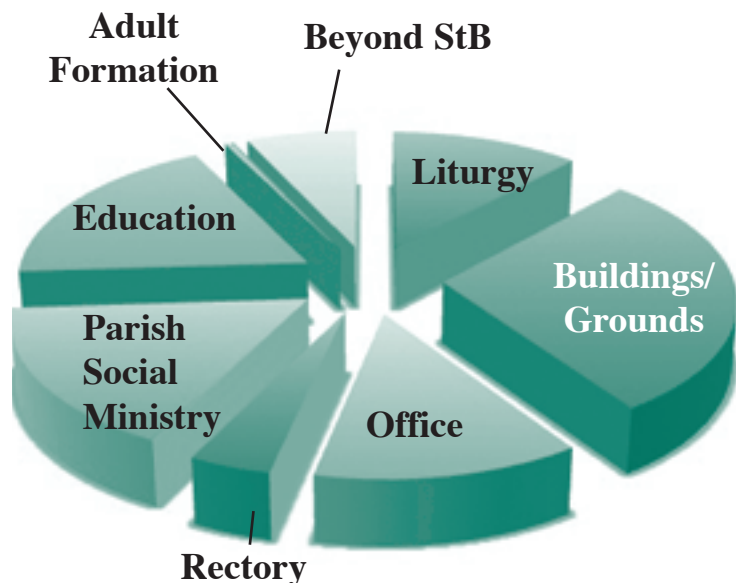 Adult
Formation
Beyond StB
Liturgy
Education
Buildings/
Grounds
Parish
Social
Ministry
Office
Rectory